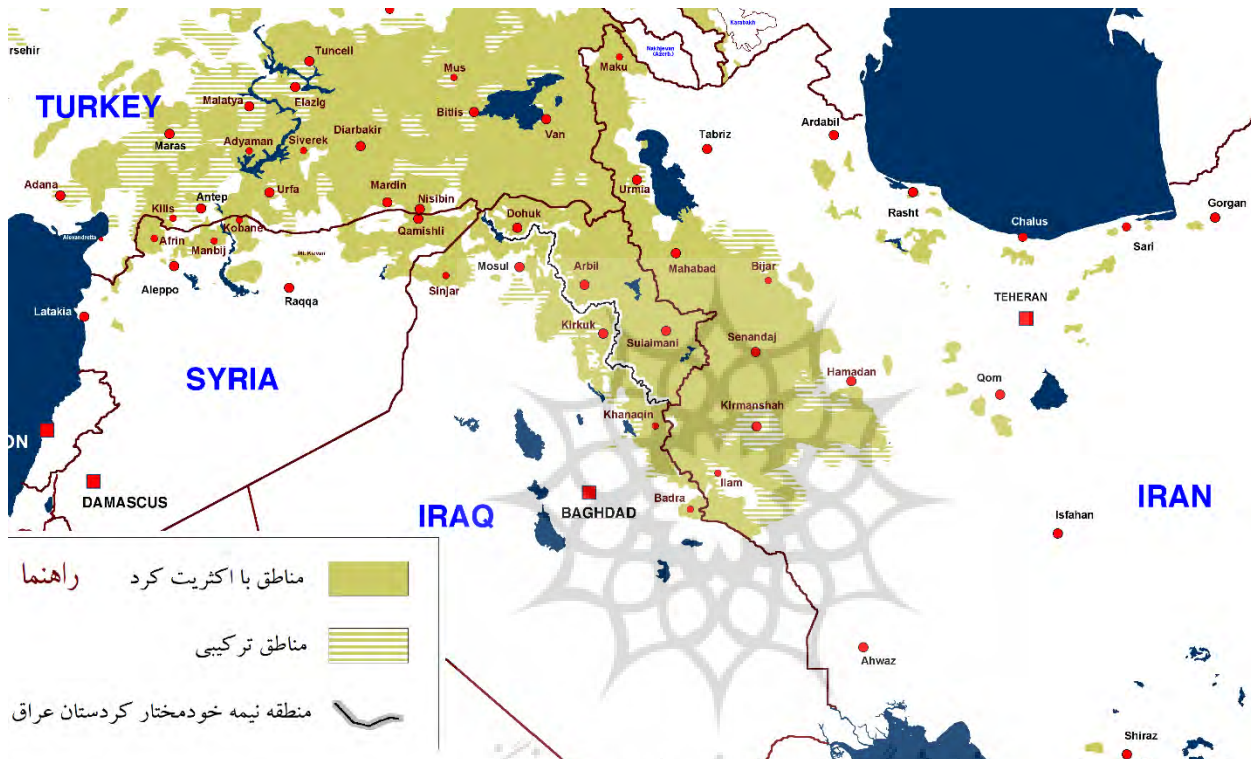 Karabakh
Nakhjevan
(Azerb.)
rsehir
Tunceli
Mus
Maku
TURKEY
Malatya
Elazig
Bitlis
Van
Ardabil
Maras
Adyaman
Siverek
Diarbakir
Tabriz
Adana
Antep
Urfa
Mardin
Nisibin
Urmia
Rasht
Gorgan
Kilis
Kobane
Qamishli
Dohuk
Chalus
Sari
Alexandretta
Afrin
Manbij
Mosul
Arbil
Mahabad
Bijar
Aleppo
Raqqa
Sinjar
TEHERAN
Latakia
Kirkuk
Sulaimani
Senandaj
SYRIA
Hamadan
Qom
Khanaqin
Kirmanshah
ON
DAMASCUS
IRAQ
BAGHDAD
Badra
Ilam
IRAN
Isfahan
راهنما
مناطق با اکثریت کرد
مناطق ترکیبی
منطقه نیمه خودمختار کردستان عراق
Ahwaz
Shiraz